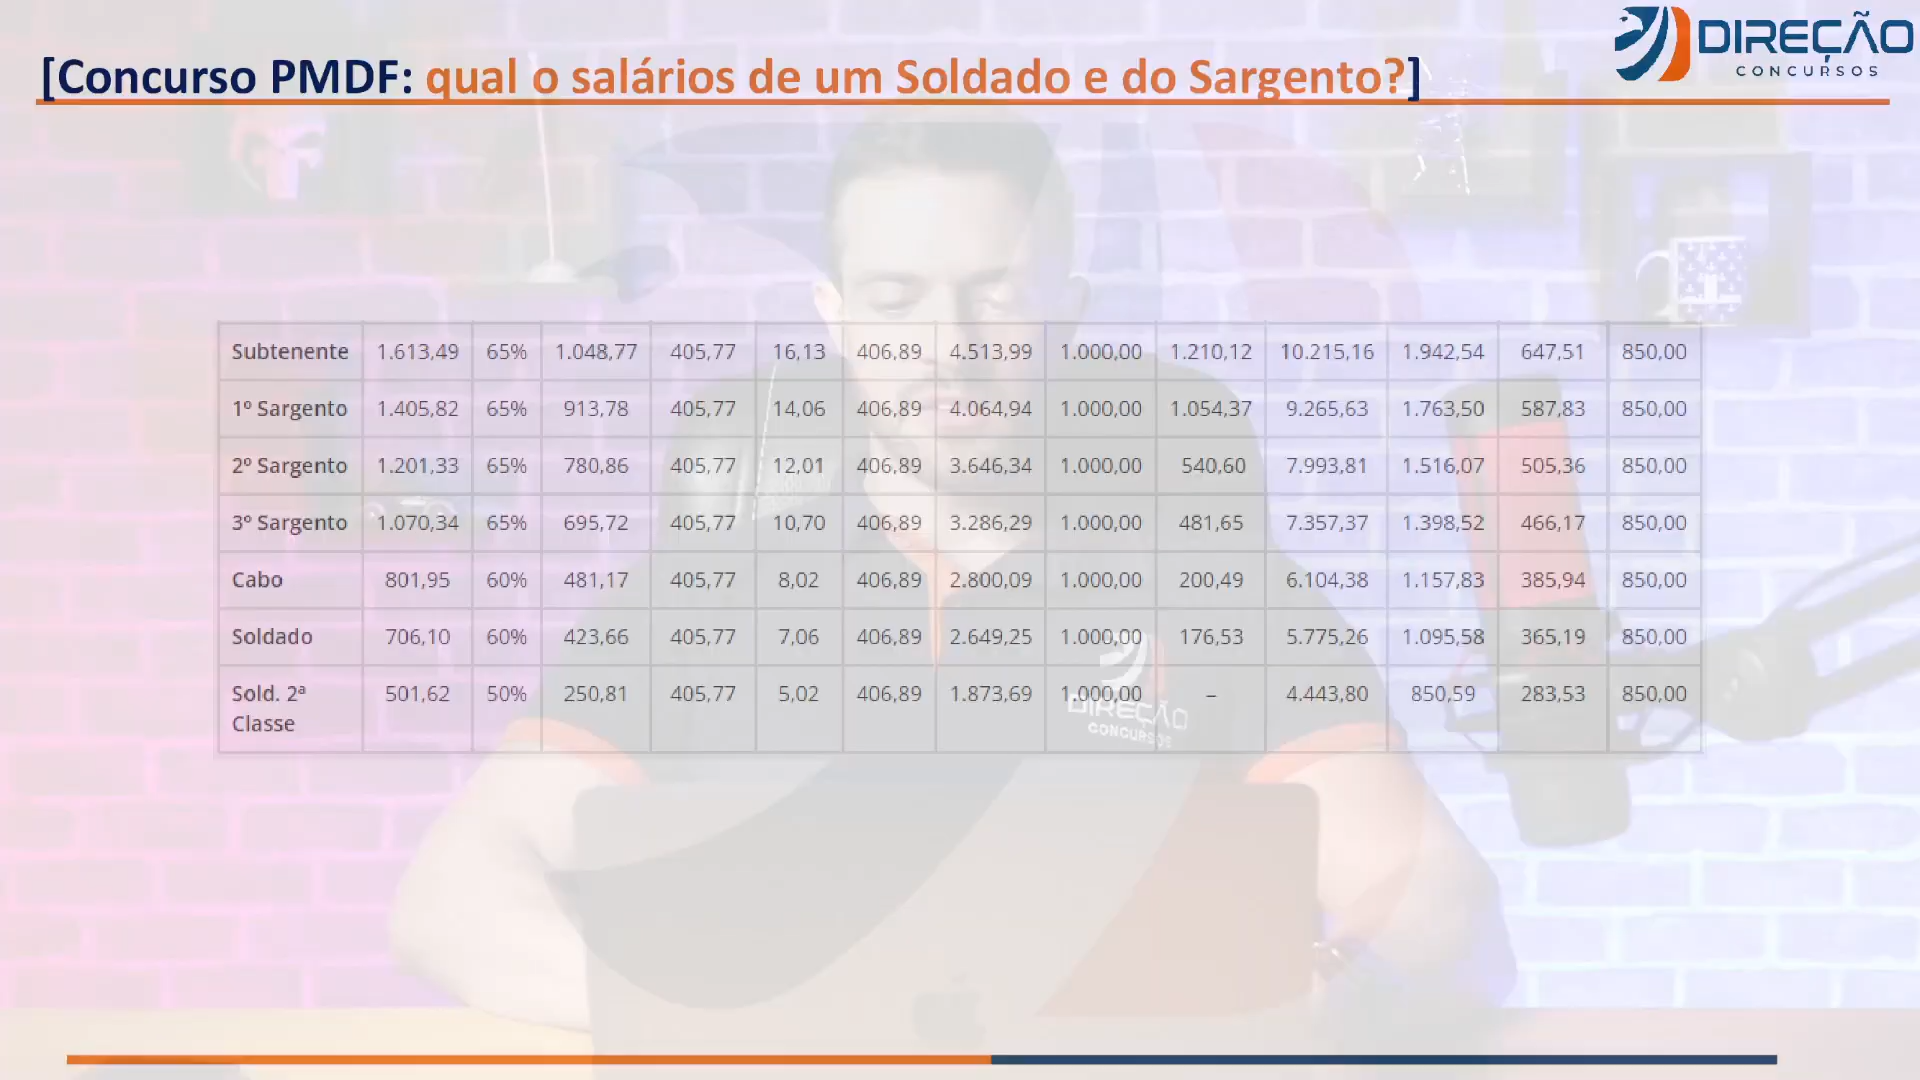 [Concurso PMDF: qual o salários de um Soldado e do Sargento?]
DIREÇÃO
CONCURSOS
Subtenente 1.613,49 65% 1.048,77 405,77 16,13 406,89 4.513,99 1.000,00 1.210,12 10.215,16 1.942,54 647,51 850,00
1º Sargento 1.405,82 65% 913,78 405,77 14,06 406,89 4.064,94 1.000,00 1.054,37 9.265,63 1.763,50 587,83 850,00
2º Sargento 1.201,33 65% 780,86 405,77 12,01 406,89 3.646,34 1.000,00 540,60 7.993,81 1.516,07 505,36 850,00
3º Sargento 1.070,34 65% 695,72 405,77 10,70 406,89 3.286,29 1.000,00 481,65 7.357,37 1.398,52 466,17 850,00
Cabo 801,95 60% 481,17 405,77 8,02 406,89 2.800,09 1.000,00 200,49 6.104,38 1.157,83 385,94 850,00
Soldado 706,10 60% 423,66 405,77 7,06 406,89 2.649,25 1.000,00 176,53 5.775,26 1.095,58 365,19 850,00
Sold. 2ª Classe 501,62 50% 250,81 405,77 5,02 406,89 1.873,69 1.000,00 – 4.443,80 850,59 283,53 850,00
DIREÇÃO
CONCURSOS